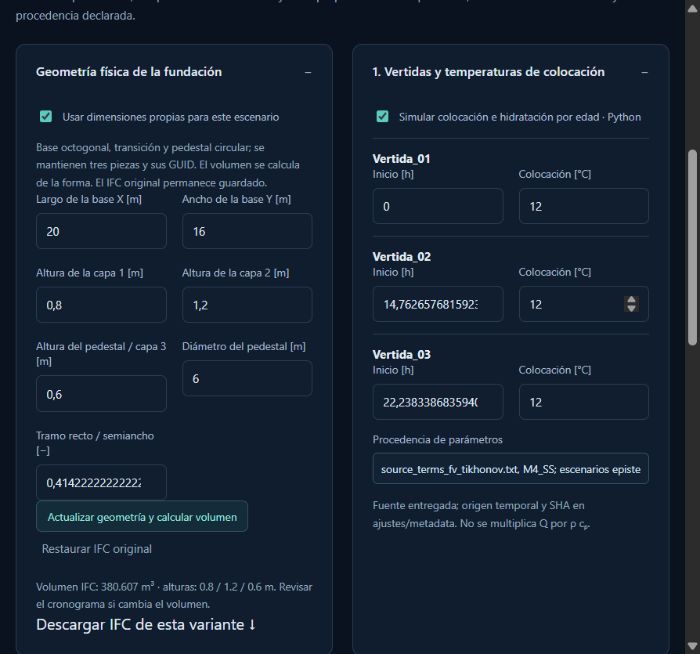 procedencia declarada.
Geometría física de la fundación
–
Usar dimensiones propias para este escenario
Base octogonal, transición y pedestal circular; se
mantienen tres piezas y sus GUID. El volumen se calcula
de la forma. El IFC original permanece guardado.
Largo de la base X [m]
Ancho de la base Y [m]
20
16
Altura de la capa 1 [m]
Altura de la capa 2 [m]
0,8
1,2
Altura del pedestal / capa 3
[m]
Diámetro del pedestal [m]
0,6
6
Tramo recto / semiancho
[−]
0,41422222222222
Actualizar geometría y calcular volumen
Restaurar IFC original
Volumen IFC: 380.607 m³ · alturas: 0.8 / 1.2 / 0.6 m. Revisar
el cronograma si cambia el volumen.
Descargar IFC de esta variante ↓
1. Vertidas y temperaturas de colocación
–
Simular colocación e hidratación por edad · Python
Vertida_01
Inicio [h]
Colocación [°C]
0
12
Vertida_02
Inicio [h]
Colocación [°C]
14,7626576815923
12
Vertida_03
Inicio [h]
Colocación [°C]
22,2383386835940
12
Procedencia de parámetros
source_terms_fv_tikhonov.txt, M4_SS; escenarios episte
Fuente entregada; origen temporal y SHA en
ajustes/metadata. No se multiplica Q por ρ cₚ.